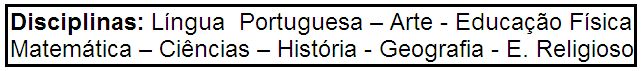 Disciplinas: Língua  Portuguesa – Arte - Educação Física
Matemática – Ciências – História - Geografia - E. Religioso